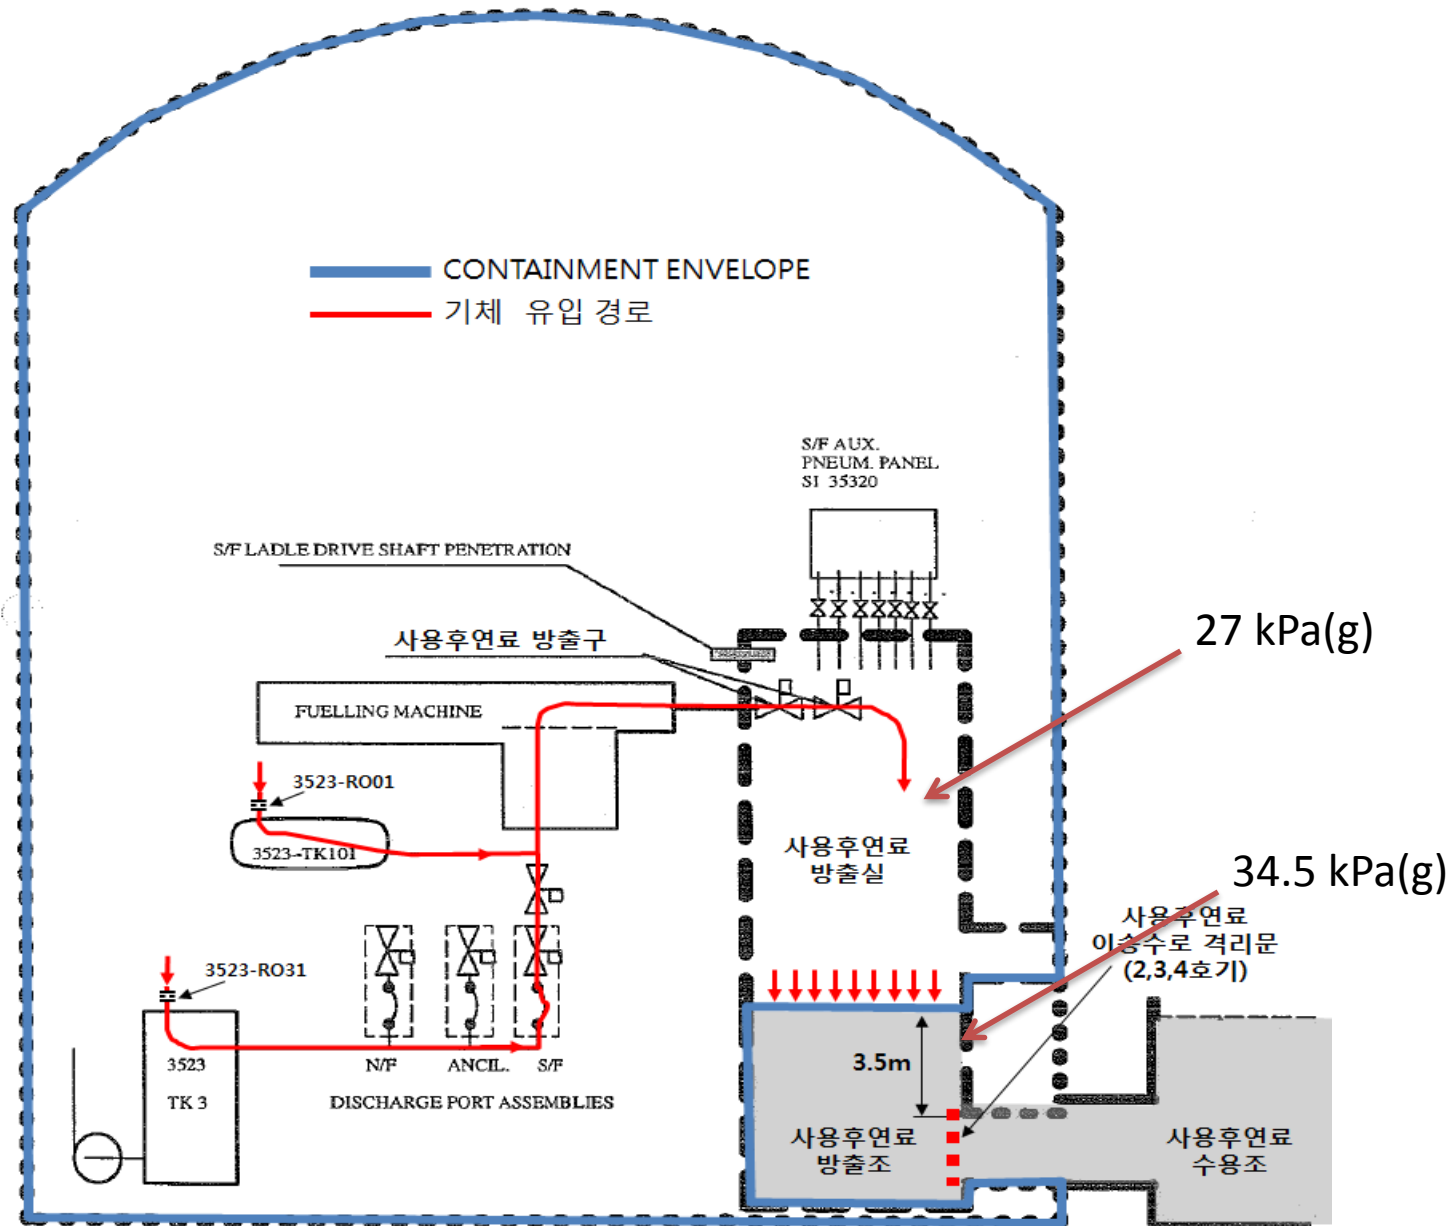 CONTAINMENT ENVELOPE
기체 유입 경로
S/F AUX.
PNEUM. PANEL
SI 35320
S/F LADLE DRIVE SHAFT PENETRATION
사용후연료 방출구
27 kPa(g)
FUELLING MACHINE
3523-RO01
3523-TK101
사용후연료
방출실
34.5 kPa(g)
사용후연료
이송수로 격리문
(2,3,4호기)
3523-RO31
3523
TK 3
N/F
ANCIL.
S/F
DISCHARGE PORT ASSEMBLIES
3.5m
사용후연료
방출조
사용후연료
수용조